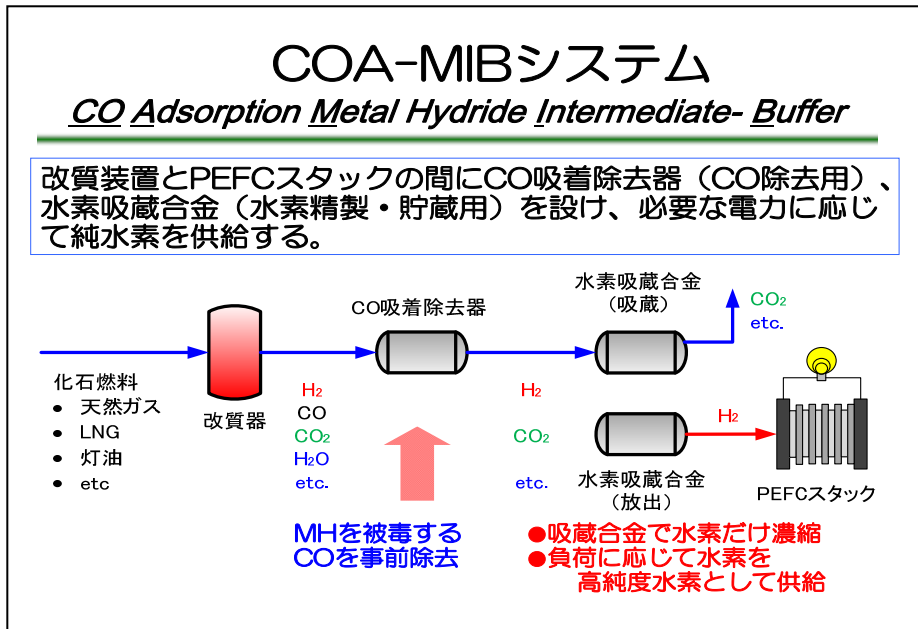 COA-MIBシステム
CO Adsorption Metal Hydride Intermediate- Buffer
改質装置とPEFCスタックの間にCO吸着除去器（CO除去用）、
水素吸蔵合金（水素精製・貯蔵用）を設け、必要な電力に応じ
て純水素を供給する。
化石燃料
• 天然ガス
• LNG
• 灯油
• etc
改質器
H2
CO
CO2
H2O
etc.
CO吸着除去器
MHを被毒する
COを事前除去
H2
CO2
etc.
水素吸蔵合金
（吸蔵）
CO2
etc.
水素吸蔵合金
（放出）
H2
PEFCスタック
●吸蔵合金で水素だけ濃縮
●負荷に応じて水素を
高純度水素として供給